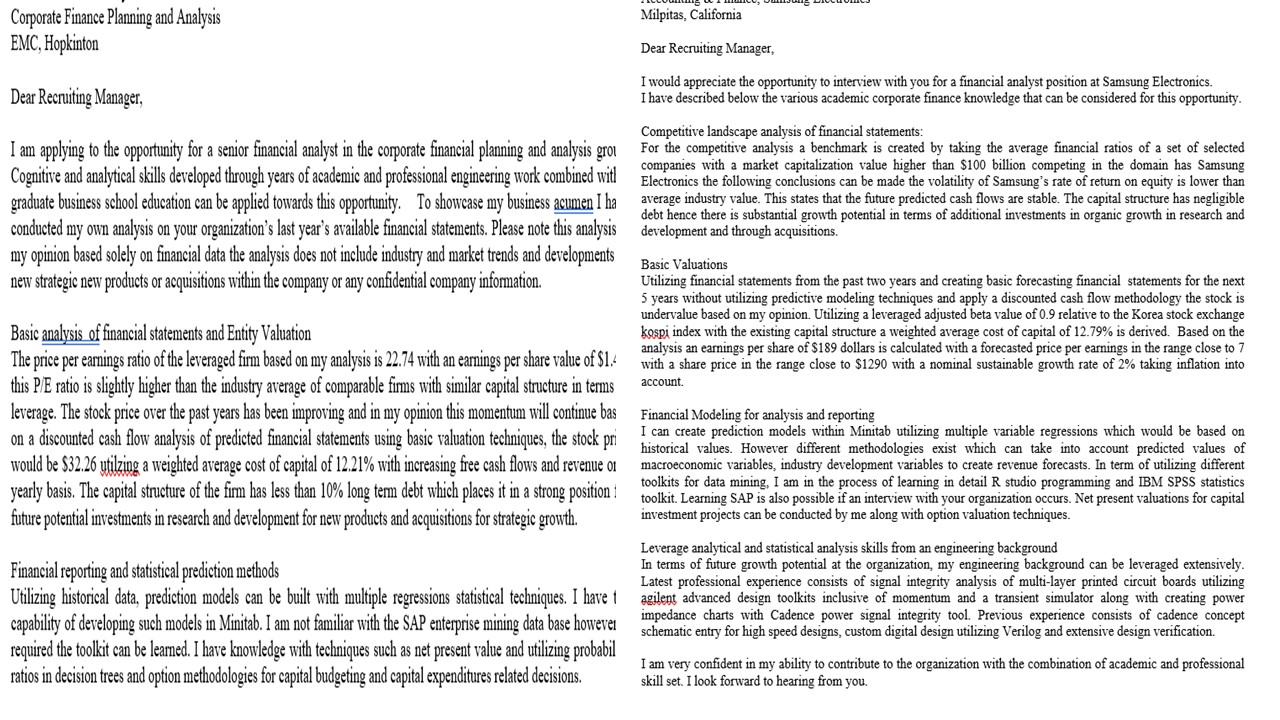 Corporate Finance Planning and Analysis
EMC, Hopkinton
Dear Recruiting Manager,
I am applying to the opportunity for a senior financial analyst in the corporate financial planning and analysis
Cognitive and analytical skills developed through years of academic and professional engineering work combined
graduate business school education can be applied towards this opportunity. To showcase my business acumen I
conducted my own analysis on your organization's last year's available financial statements. Please note this analysis
my opinion based solely on financial data the analysis does not include industry and market trends and developments
new strategic new products or acquisitions within the company or any confidential company information.
Basic analysis of financial statements and Entity Valuation
The price per earnings ratio of the leveraged firm based on my analysis is 22.74 with an earnings per share value of
this P/E ratio is slightly higher than the industry average of comparable firms with similar capital structure in terms
leverage. The stock price over the past years has been improving and in my opinion this momentum will continue
on a discounted cash flow analysis of predicted financial statements using basic valuation techniques, the stock
would be $32.26 utilzing a weighted average cost of capital of 12.21% with increasing free cash flows and revenue
yearly basis. The capital structure of the firm has less than 10% long term debt which places it in a strong position
future potential investments in research and development for new products and acquisitions for strategic growth.
Financial reporting and statistical prediction methods
Utilizing historical data, prediction models can be built with multiple regressions statistical techniques. I have
capability of developing such models in Minitab. I am not familiar with the SAP enterprise mining data base
required the toolkit can be learned. I have knowledge with techniques such as net present value and utilizing
ratios in decision trees and option methodologies for capital budgeting and capital expenditures related decisions.
Accounting & Finance, Samsung Electronics
Milpitas, California
Dear Recruiting Manager,
I would appreciate the opportunity to interview with you for a financial analyst position at Samsung Electronics.
I have described below the various academic corporate finance knowledge that can be considered for this opportunity.
Competitive landscape analysis of financial statements:
For the competitive analysis a benchmark is created by taking the average financial ratios of a set of selected
companies with a market capitalization value higher than $100 billion competing in the domain has Samsung
Electronics the following conclusions can be made the volatility of Samsung's rate of return on equity is lower than
average industry value. This states that the future predicted cash flows are stable. The capital structure has negligible
debt hence there is substantial growth potential in terms of additional investments in organic growth in research and
development and through acquisitions.
Basic Valuations
Utilizing financial statements from the past two years and creating basic forecasting financial statements for the next
5 years without utilizing predictive modeling techniques and apply a discounted cash flow methodology the stock is
undervalue based on my opinion. Utilizing a leveraged adjusted beta value of 0.9 relative to the Korea stock exchange
kospi index with the existing capital structure a weighted average cost of capital of 12.79% is derived. Based on the
analysis an earnings per share of $189 dollars is calculated with a forecasted price per earnings in the range close to 7
with a share price in the range close to $1290 with a nominal sustainable growth rate of 2% taking inflation into
account.
Financial Modeling for analysis and reporting
I can create prediction models within Minitab utilizing multiple variable regressions which would be based on
historical values. However different methodologies exist which can take into account predicted values of
macroeconomic variables, industry development variables to create revenue forecasts. In term of utilizing different
toolkits for data mining, I am in the process of learning in detail R studio programming and IBM SPSS statistics
toolkit. Learning SAP is also possible if an interview with your organization occurs. Net present valuations for capital
investment projects can be conducted by me along with option valuation techniques.
Leverage analytical and statistical analysis skills from an engineering background
In terms of future growth potential at the organization, my engineering background can be leveraged extensively.
Latest professional experience consists of signal integrity analysis of multi-layer printed circuit boards utilizing
agilent advanced design toolkits inclusive of momentum and a transient simulator along with creating power
impedance charts with Cadence power signal integrity tool. Previous experience consists of cadence concept
schematic entry for high speed designs, custom digital design utilizing Verilog and extensive design verification.
I am very confident in my ability to contribute to the organization with the combination of academic and professional
skill set. I look forward to hearing from you.